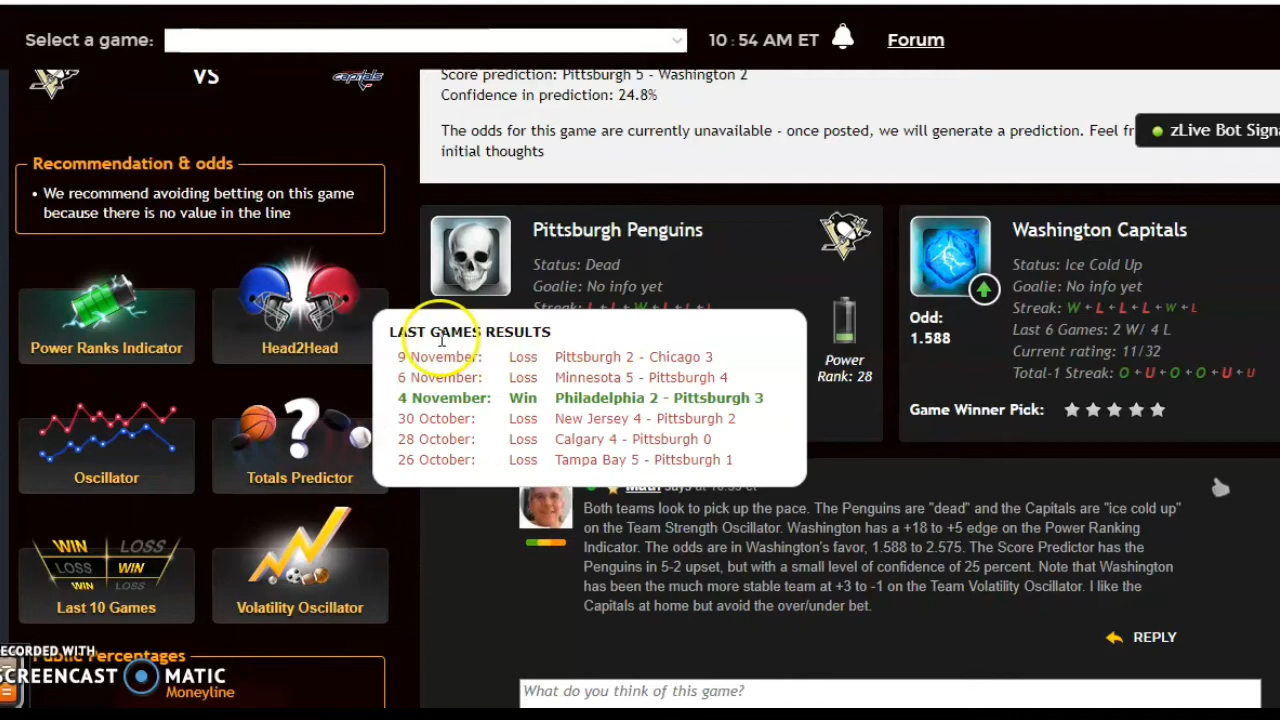 Select a game:
10 : 54 AM ET
Forum
VS
capitals
Score prediction: Pittsburgh 5 - Washington 2
Confidence in prediction: 24.8%
The odds for this game are currently unavailable - once posted, we will generate a prediction. Feel fr
initial thoughts
zLive Bot Signa
Recommendation & odds
• We recommend avoiding betting on this game
because there is no value in the line
Power Ranks Indicator
Head2Head
Oscillator
Totals Predictor
WIN LOSS
LOSS WIN
WIN LOSS
Last 10 Games
Volatility Oscillator
Public Percentages
Moneyline
RECORDED WITH
SCREENCAST MATIC
Pittsburgh Penguins
Status: Dead
Goalie: No info yet
Streak: L L W L L L
Power
Rank: 28
LAST GAMES RESULTS
9 November: Loss Pittsburgh 2 - Chicago 3
6 November: Loss Minnesota 5 - Pittsburgh 4
4 November: Win Philadelphia 2 - Pittsburgh 3
30 October: Loss New Jersey 4 - Pittsburgh 2
28 October: Loss Calgary 4 - Pittsburgh 0
26 October: Loss Tampa Bay 5 - Pittsburgh 1
Washington Capitals
Status: Ice Cold Up
Goalie: No info yet
Streak: W L L L W L
Last 6 Games: 2 W/ 4 L
Current rating: 11/32
Total-1 Streak: O U O O U U
Odd:
1.588
Game Winner Pick:
says at
Both teams look to pick up the pace. The Penguins are "dead" and the Capitals are "ice cold up"
on the Team Strength Oscillator. Washington has a +18 to +5 edge on the Power Ranking
Indicator. The odds are in Washington's favor, 1.588 to 2.575. The Score Predictor has the
Penguins in 5-2 upset, but with a small level of confidence of 25 percent. Note that Washington
has been the much more stable team at +3 to -1 on the Team Volatility Oscillator. I like the
Capitals at home but avoid the over/under bet.
REPLY
What do you think of this game?